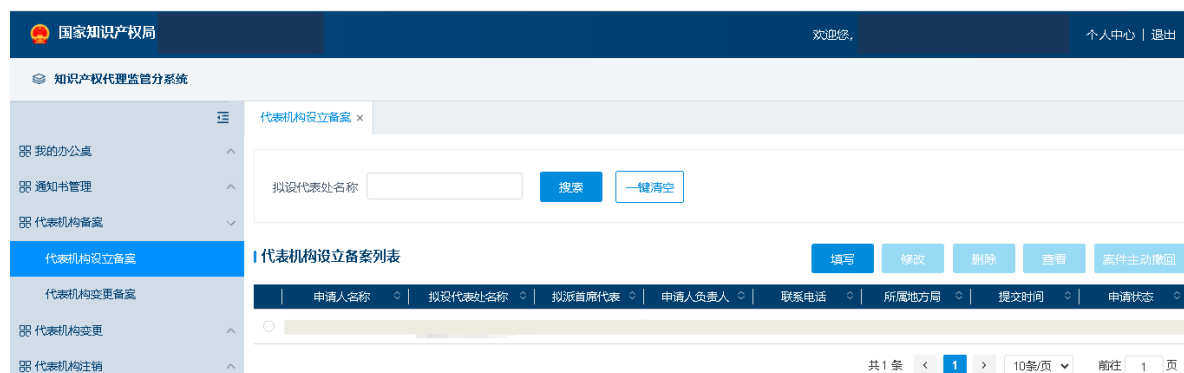 国家知识产权局 欢迎您, 个人中心 | 退出
知识产权代理监管分系统
代表机构设立备案 ×
我的办公桌
通知书管理
拟设代表处名称 搜索 一键清空
代表机构备案
代表机构设立备案
代表机构设立备案列表 填写 修改 删除 查看 案件主动撤回
代表机构变更备案
申请人名称 拟设代表处名称 拟派首席代表 申请人负责人 联系电话 所属地方局 提交时间 申请状态
代表机构变更
代表机构注销
共1条 < 1 > 10条/页 前往 1 页